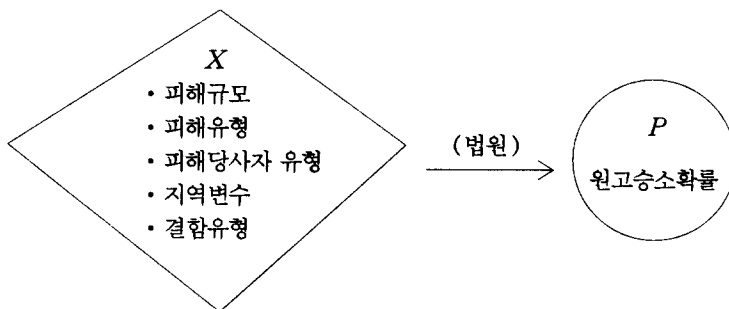 X
• 피해규모
• 피해유형
• 피해당사자 유형
• 지역변수
• 결함유형
(법원)
P
원고승소확률